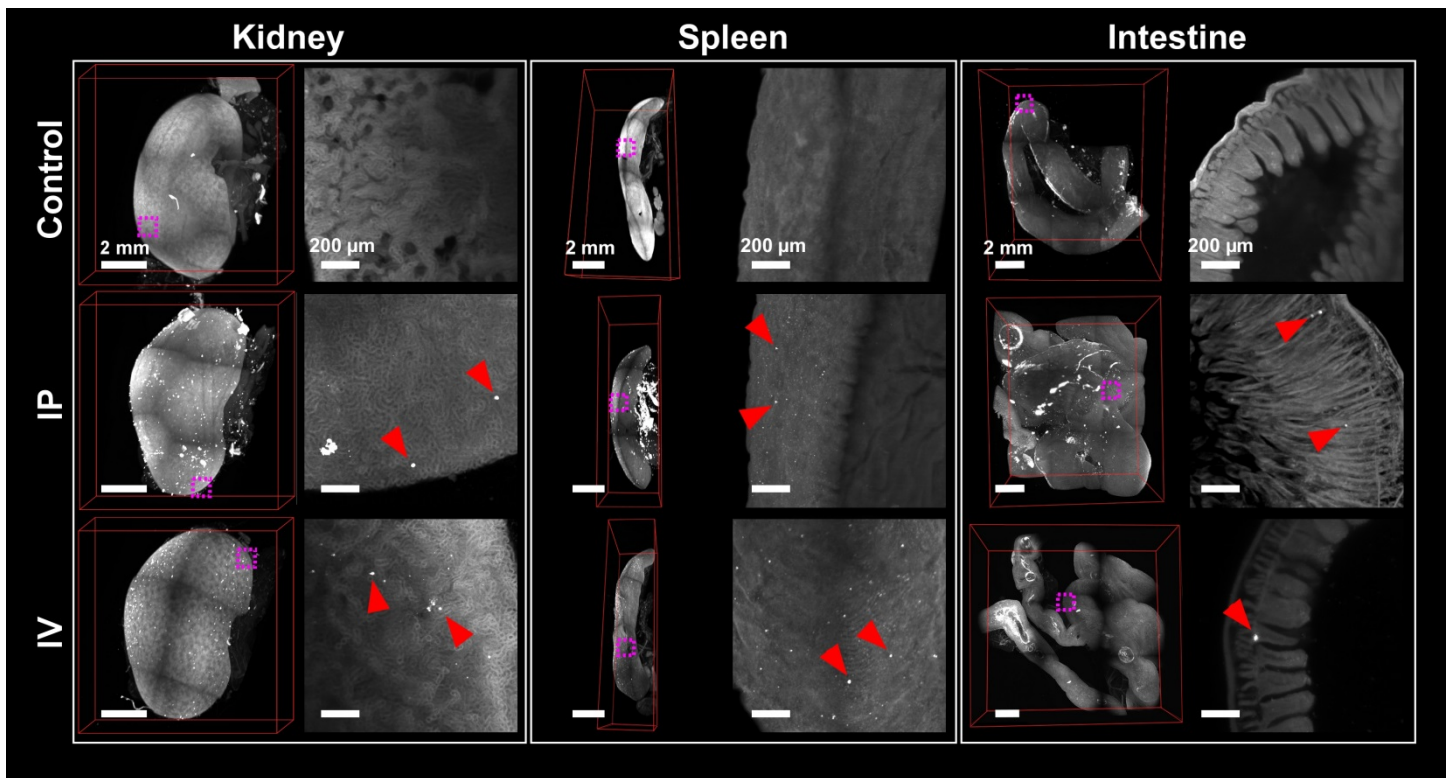 Kidney
Spleen
Intestine
Control
2 mm
200 µm
2 mm
200 µm
2 mm
200 µm
IP
IV